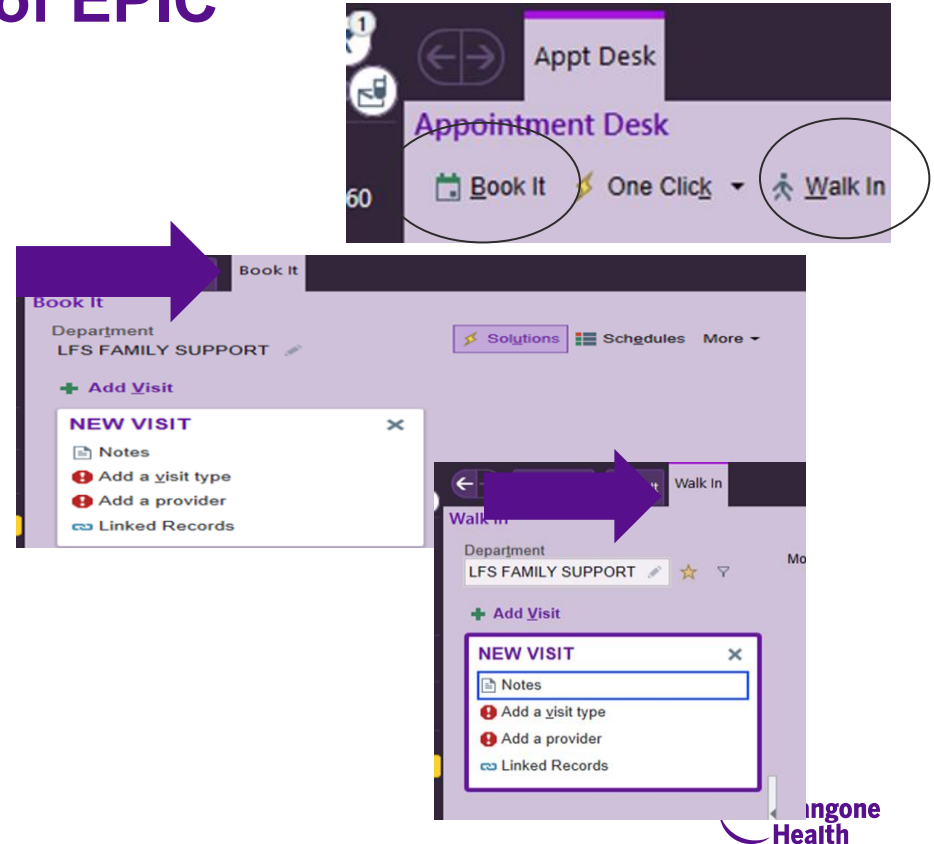 of EPIC
1
Appt Desk
Appointment Desk
60
Book It
One Click
Walk In
Book It
Book It
Department
LFS FAMILY SUPPORT
Solutions
Schedules
More
Add Visit
NEW VISIT
Notes
Add a visit type
Add a provider
Linked Records
Walk In
Walk In
Department
LFS FAMILY SUPPORT
Mo
Add Visit
NEW VISIT
Notes
Add a visit type
Add a provider
Linked Records
ngone
Health